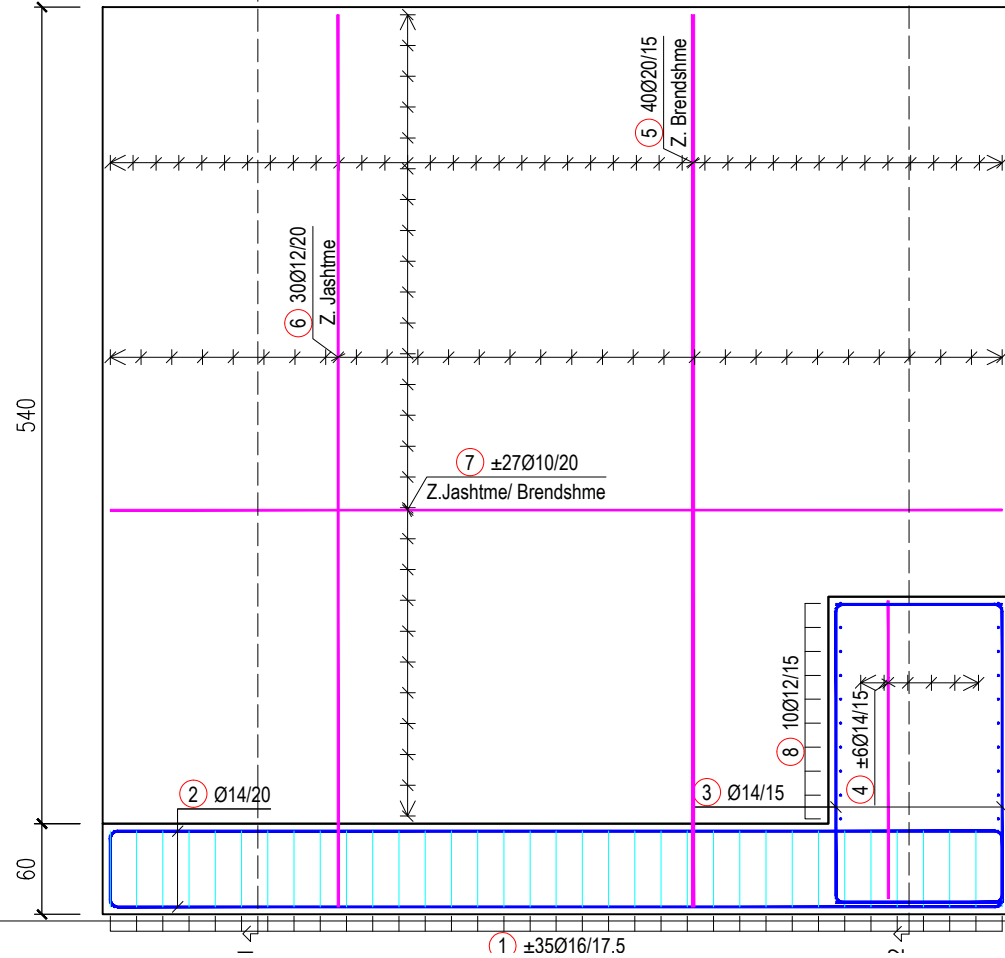 5 40Ø20/15
Z. Brendshme
6 30Ø12/20
Z. Jashtme
540
7 ±27Ø10/20
Z.Jashtme/ Brendshme
8 10Ø12/15
4 ±6Ø14/15
2 Ø14/20
3 Ø14/15
60
1 ±35Ø16/17.5